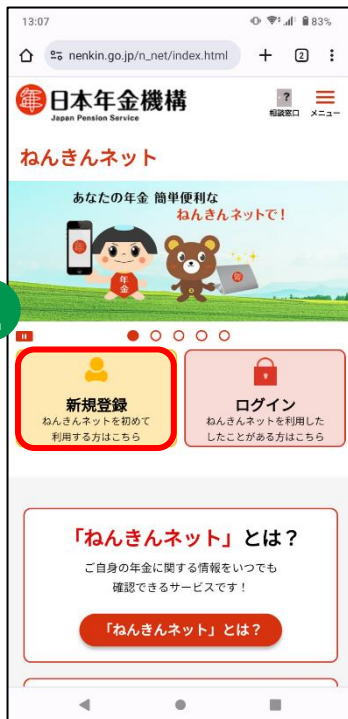 13:07
83%
nenkin.go.jp/n_net/index.html
2
年
日本年金機構
Japan Pension Service
?
相談窓口
メニュー
ねんきんネット
あなたの年金 簡単便利な
ねんきんネットで!
年金
新規登録
ねんきんネットを初めて
利用する方はこちら
ログイン
ねんきんネットを利用した
したことがある方はこちら
「ねんきんネット」とは?
ご自身の年金に関する情報をいつでも
確認できるサービスです!
「ねんきんネット」とは?